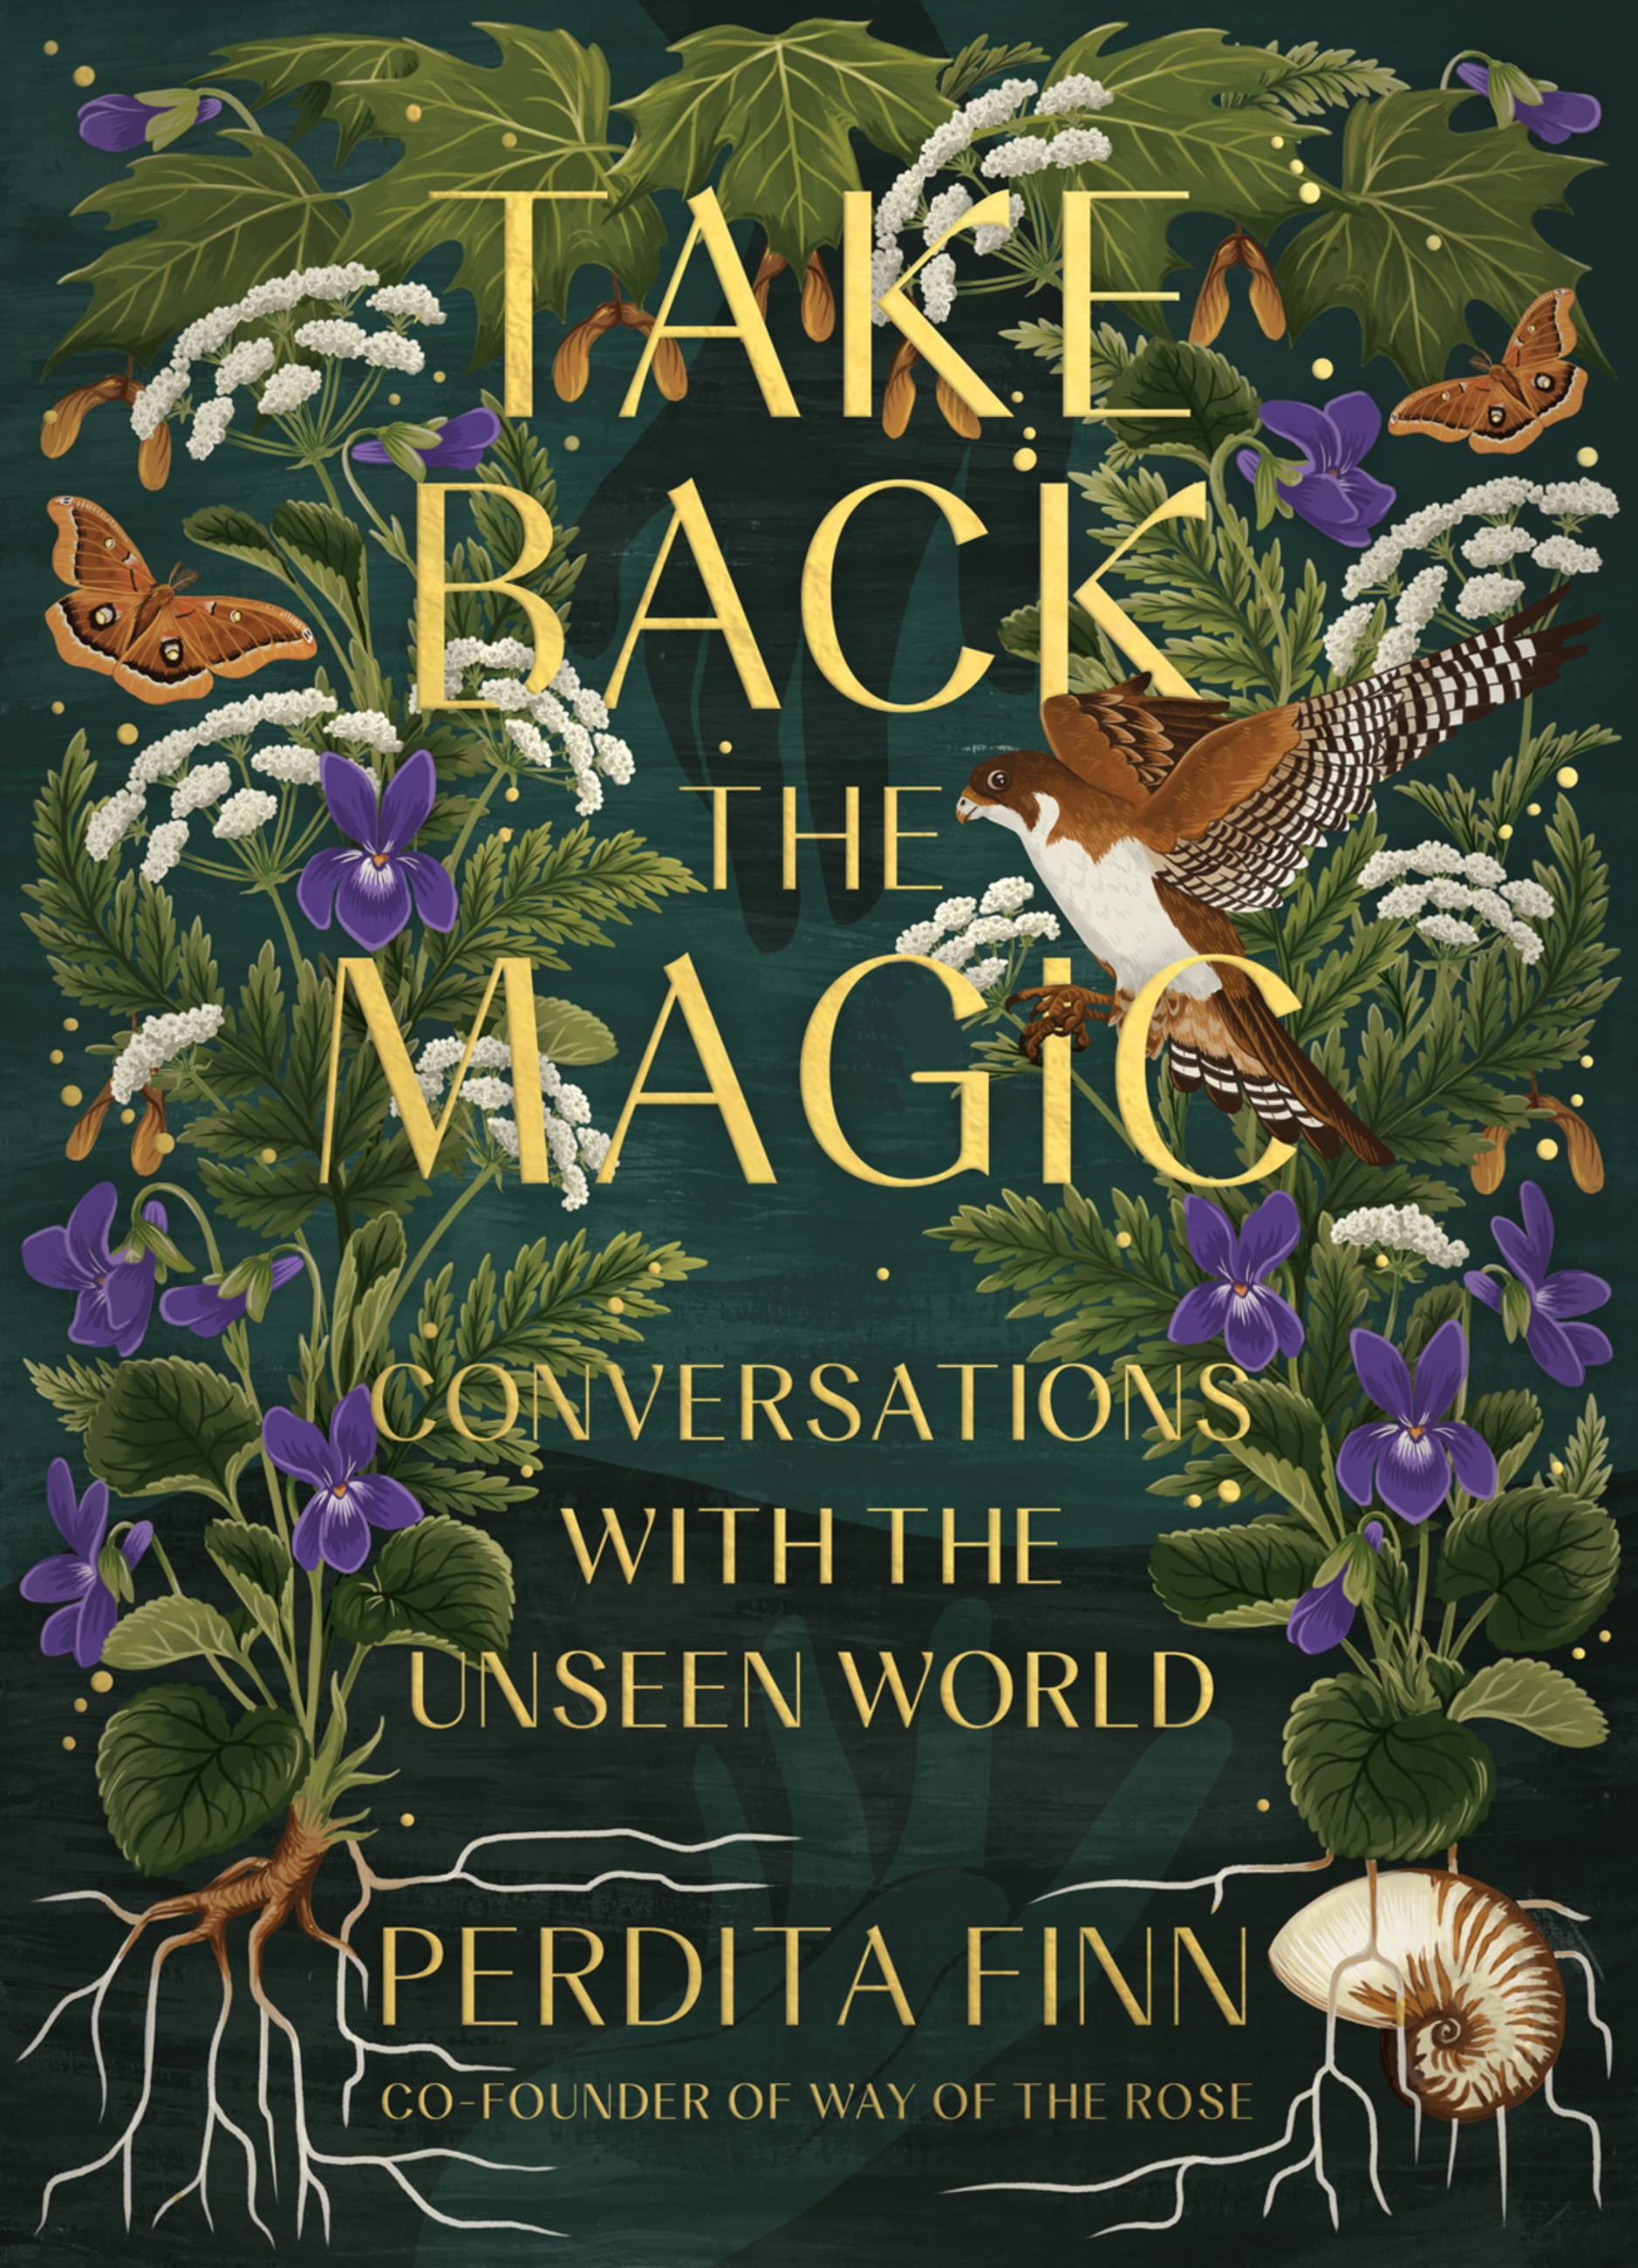 TAKE
BACK
THE
MAGIC
CONVERSATIONS
WITH THE
UNSEEN WORLD
PERDITA FINN
CO-FOUNDER OF WAY OF THE ROSE